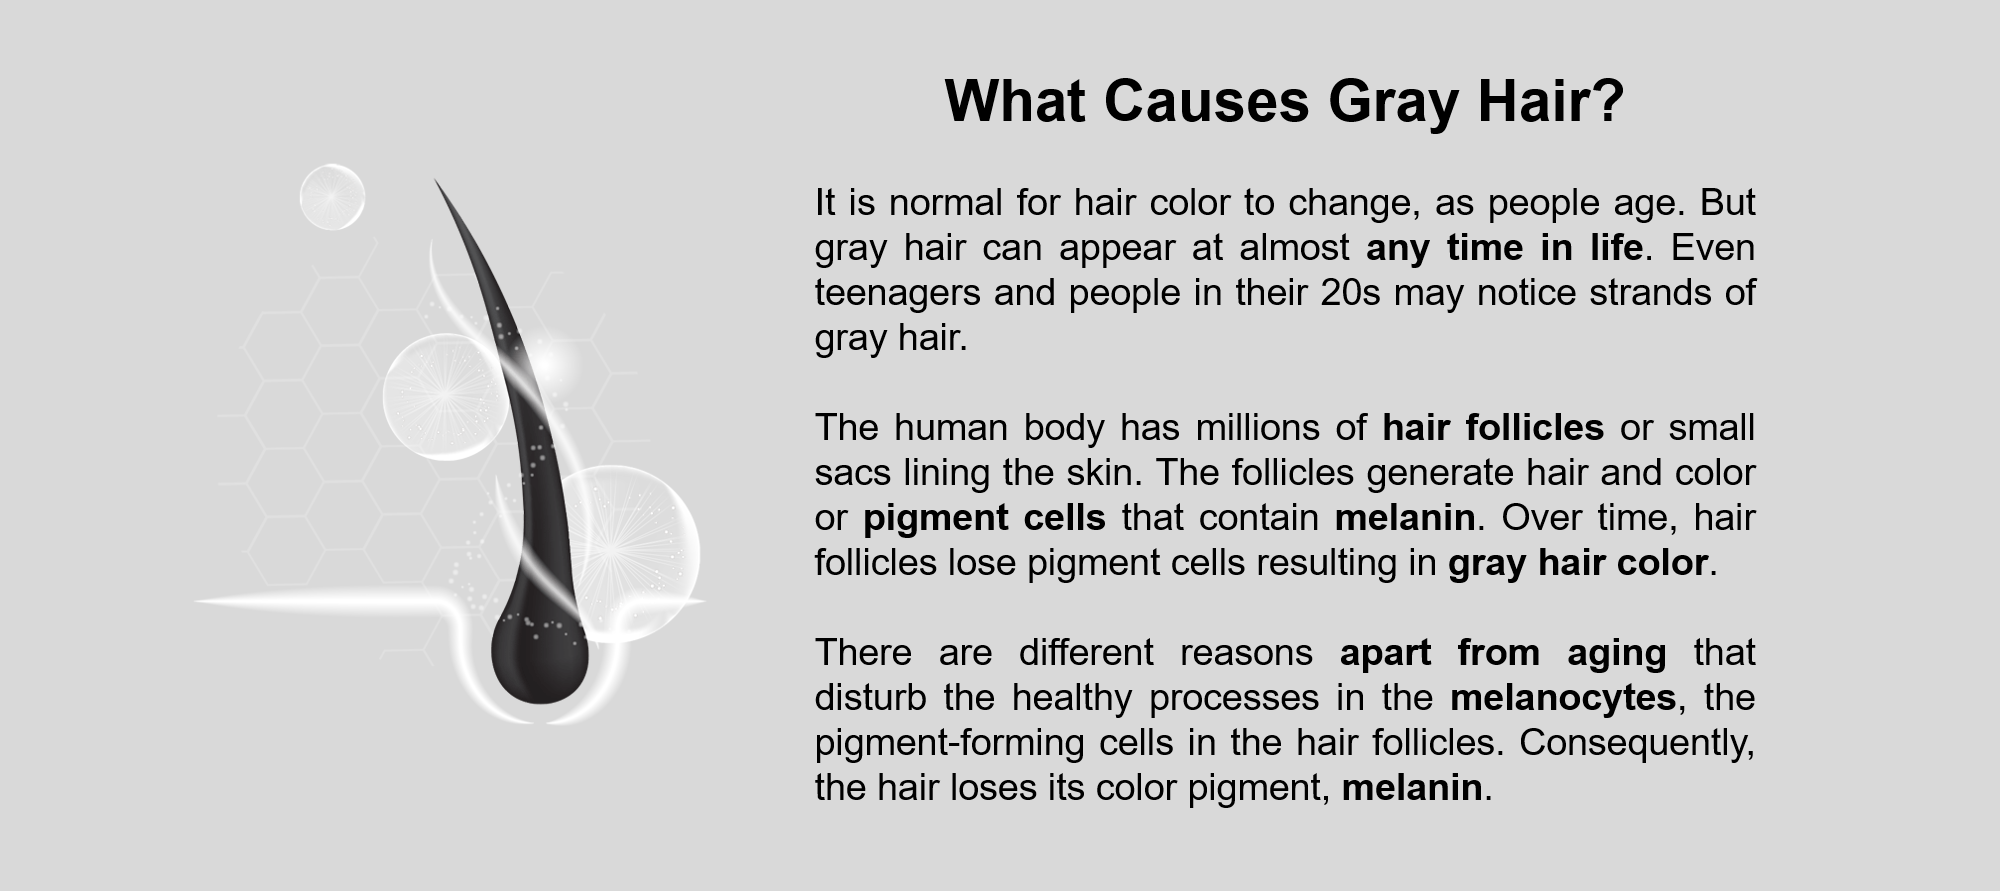 What Causes Gray Hair?
It is normal for hair color to change, as people age. But
gray hair can appear at almost any time in life. Even
teenagers and people in their 20s may notice strands of
gray hair.
The human body has millions of hair follicles or small
sacs lining the skin. The follicles generate hair and color
or pigment cells that contain melanin. Over time, hair
follicles lose pigment cells resulting in gray hair color.
There are different reasons apart from aging that
disturb the healthy processes in the melanocytes, the
pigment-forming cells in the hair follicles. Consequently,
the hair loses its color pigment, melanin.